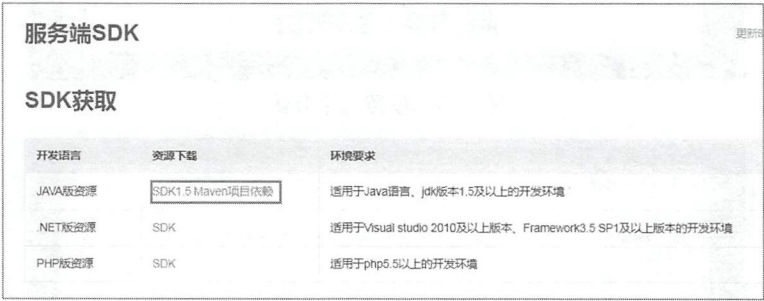 服务端SDK
更新
SDK获取
开发语言 资源下载 环境要求
JAVA版资源 SDK1.5 Maven项目依赖 适用于Java语言、jdk版本1.5及以上的开发环境
.NET版资源 SDK 适用于Visual studio 2010及以上版本、Framework3.5 SP1及以上版本的开发环境
PHP版资源 SDK 适用于php5.5以上的开发环境